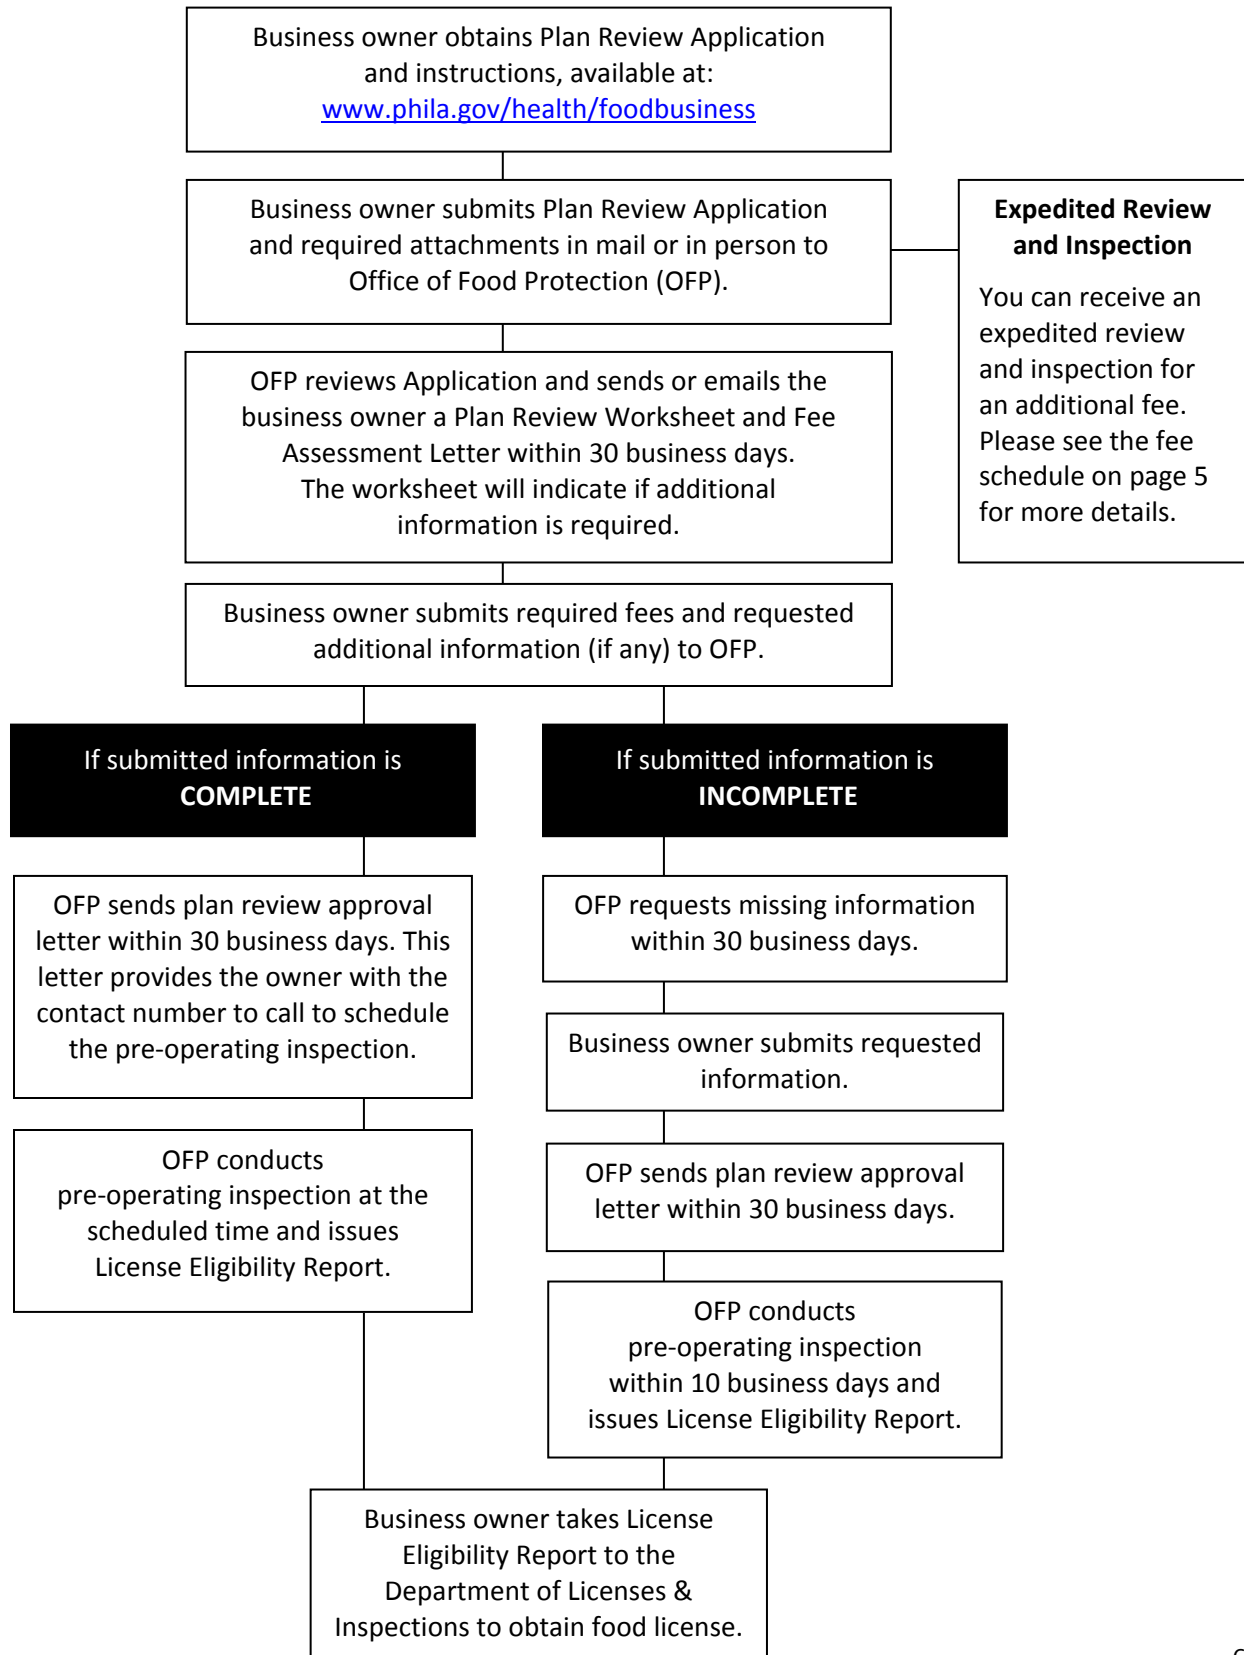 Business owner obtains Plan Review Application
and instructions, available at:
www.phila.gov/health/foodbusiness
Business owner submits Plan Review Application
and required attachments in mail or in person to
Office of Food Protection (OFP).
Expedited Review
and Inspection
You can receive an
expedited review
and inspection for
an additional fee.
Please see the fee
schedule on page 5
for more details.
OFP reviews Application and sends or emails the
business owner a Plan Review Worksheet and Fee
Assessment Letter within 30 business days.
The worksheet will indicate if additional
information is required.
Business owner submits required fees and requested
additional information (if any) to OFP.
If submitted information is
COMPLETE
OFP sends plan review approval
letter within 30 business days. This
letter provides the owner with the
contact number to call to schedule
the pre-operating inspection.
OFP conducts
pre-operating inspection at the
scheduled time and issues
License Eligibility Report.
If submitted information is
INCOMPLETE
OFP requests missing information
within 30 business days.
Business owner submits requested
information.
OFP sends plan review approval
letter within 30 business days.
OFP conducts
pre-operating inspection
within 10 business days and
issues License Eligibility Report.
Business owner takes License
Eligibility Report to the
Department of Licenses &
Inspections to obtain food license.